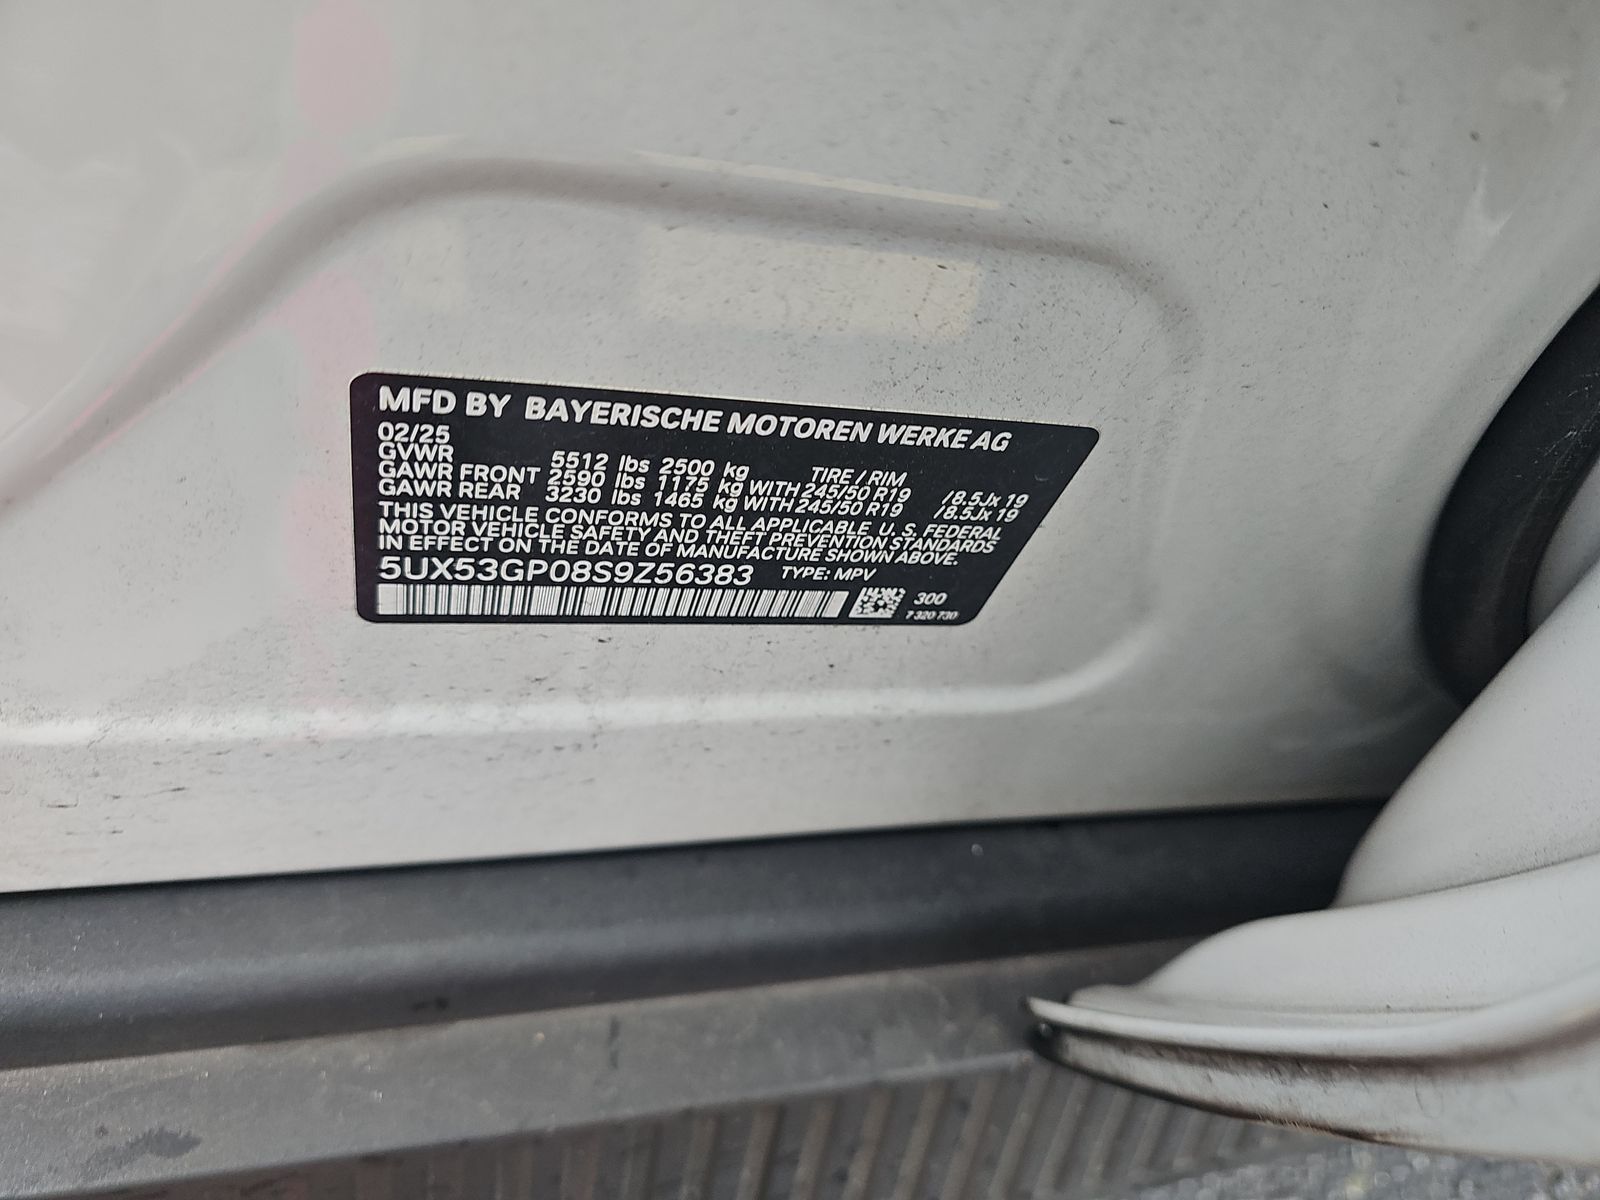 MFD BY BAYERISCHE MOTOREN WERKE AG
02/25
GVWR 5512 lbs 2500 kg TIRE / RIM
GAWR FRONT 2590 lbs 1175 kg WITH 245/50 R19 /8.5Jx 19
GAWR REAR 3230 lbs 1465 kg WITH 245/50 R19 /8.5Jx 19
THIS VEHICLE CONFORMS TO ALL APPLICABLE U.S. FEDERAL
MOTOR VEHICLE SAFETY AND THEFT PREVENTION STANDARDS
IN EFFECT ON THE DATE OF MANUFACTURE SHOWN ABOVE.
5UX53GP08S9Z56383 TYPE: MPV
300
7 320 730